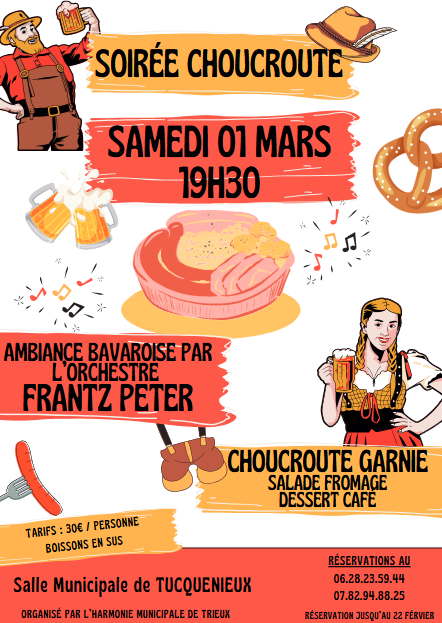 SOIRÉE CHOUCROUTE
SAMEDI 01 MARS
19H30
AMBIANCE BAVAROISE PAR
L'ORCHESTRE
FRANTZ PETER
CHOUCROUTE GARNIE
SALADE FROMAGE
DESSERT CAFÉ
TARIFS : 30€ / PERSONNE
BOISSONS EN SUS
Salle Municipale de TUCQUENIEUX
ORGANISÉ PAR L'HARMONIE MUNICIPALE DE TRIEUX
RÉSERVATIONS AU
06.28.23.59.44
07.82.94.88.25
RÉSERVATION JUSQU'AU 22 FÉVRIER